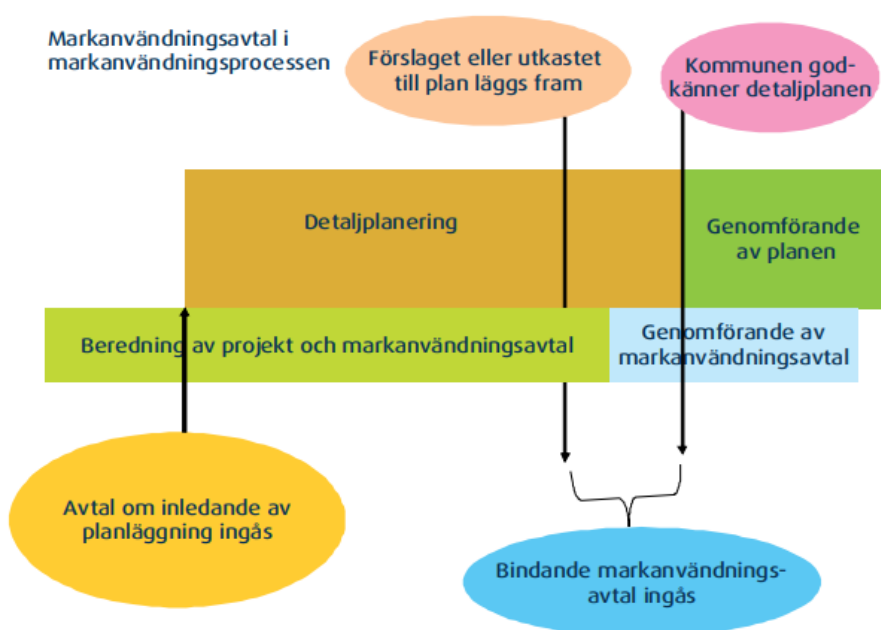 Markanvändningsavtal i
markanvändningsprocessen
Förslaget eller utkastet
till plan läggs fram
Kommunen god-
känner detaljplanen
Detaljplanering
Genomförande
av planen
Beredning av projekt och markanvändningsavtal
Genomförande av
markanvändningsavtal
Avtal om inledande av
planläggning ingås
Bindande markanvändnings-
avtal ingås